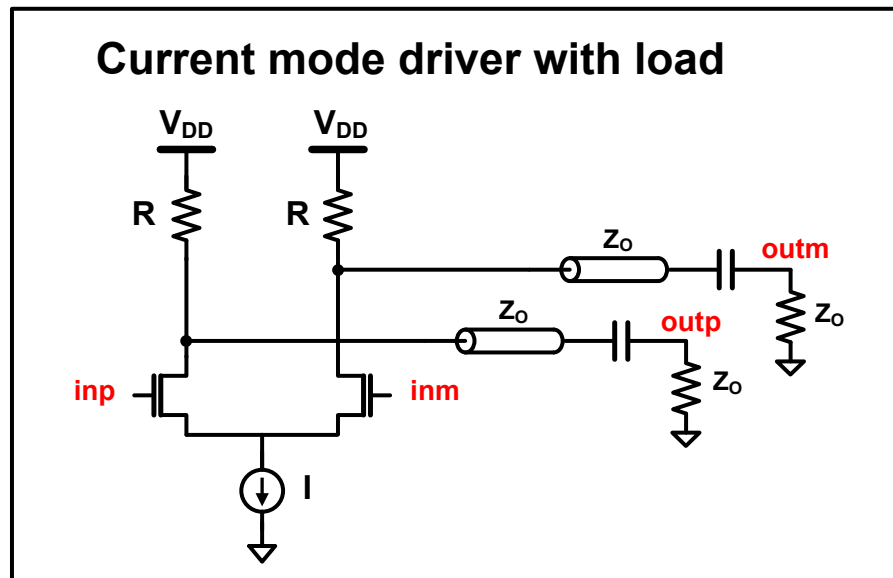 Current mode driver with load
VDD
VDD
R
R
ZO
outm
ZO
ZO
outp
ZO
inp
inm
I